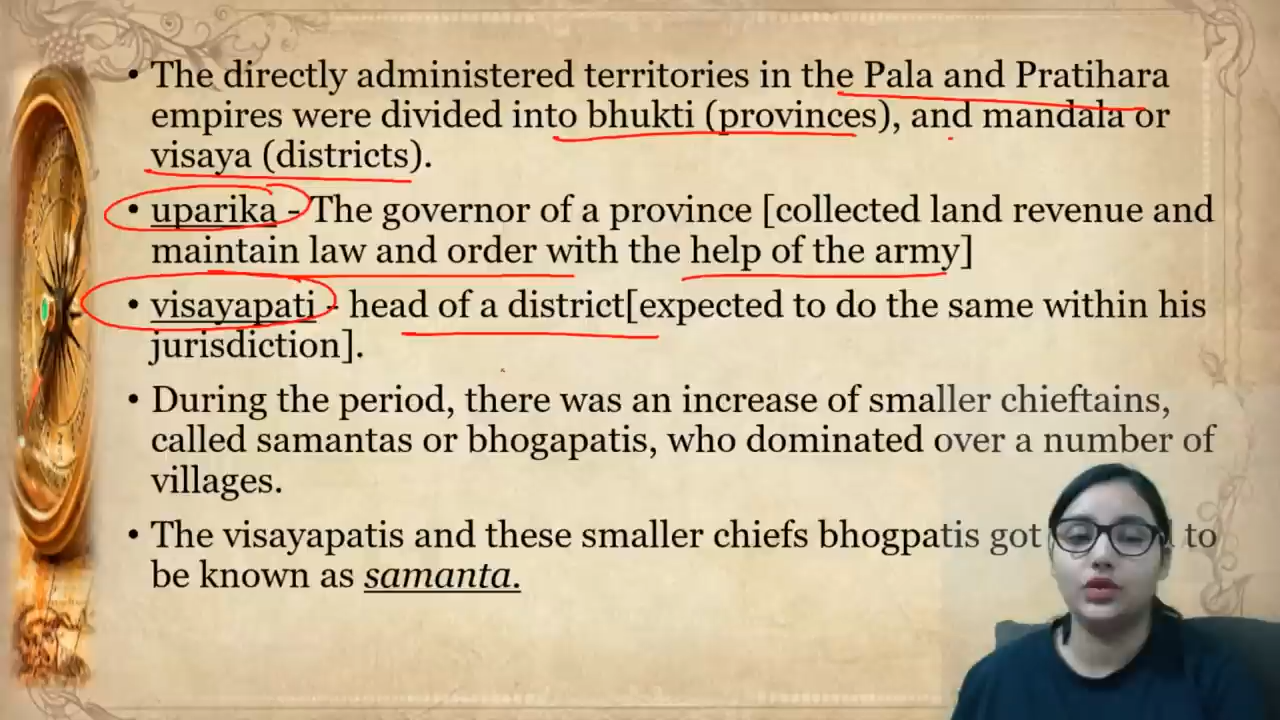 • The directly administered territories in the Pala and Pratihara
empires were divided into bhukti (provinces), and mandala or
visaya (districts).
• uparika - The governor of a province [collected land revenue and
maintain law and order with the help of the army]
• visayapati - head of a district[expected to do the same within his
jurisdiction].
• During the period, there was an increase of smaller chieftains,
called samantas or bhogapatis, who dominated over a number of
villages.
• The visayapatis and these smaller chiefs bhogpatis got to
be known as samanta.